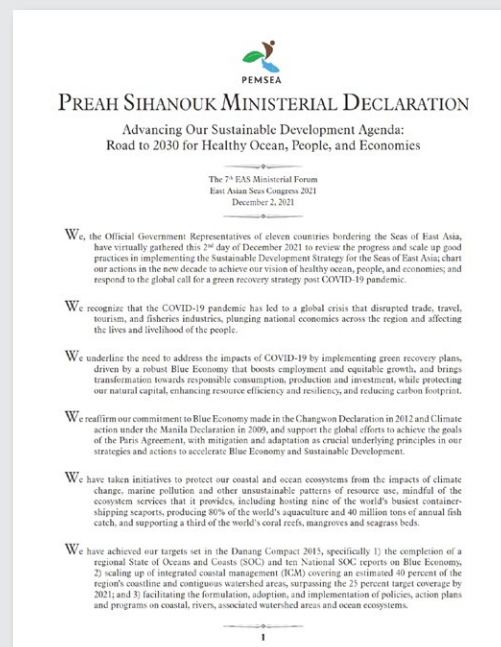 PEMSEA
PREAH SIHANOUK MINISTERIAL DECLARATION
Advancing Our Sustainable Development Agenda:
Road to 2030 for Healthy Ocean, People, and Economies
The 7th EAS Ministerial Forum
East Asian Seas Congress 2021
December 2, 2021
We, the Official Government Representatives of eleven countries bordering the Seas of East Asia,
have virtually gathered this 2nd day of December 2021 to review the progress and scale up good
practices in implementing the Sustainable Development Strategy for the Seas of East Asia; chart
our actions in the new decade to achieve our vision of healthy ocean, people, and economies; and
respond to the global call for a green recovery strategy post COVID-19 pandemic.
We recognize that the COVID-19 pandemic has led to a global crisis that disrupted trade, travel,
tourism, and fisheries industries, plunging national economies across the region and affecting
the lives and livelihood of the people.
We underline the need to address the impacts of COVID-19 by implementing green recovery plans,
driven by a robust Blue Economy that boosts employment and equitable growth, and brings
transformation towards responsible consumption, production and investment, while protecting
our natural capital, enhancing resource efficiency and resiliency, and reducing carbon footprint.
We reaffirm our commitment to Blue Economy made in the Changwon Declaration in 2012 and Climate
action under the Manila Declaration in 2009, and support the global efforts to achieve the goals
of the Paris Agreement, with mitigation and adaptation as crucial underlying principles in our
strategies and actions to accelerate Blue Economy and Sustainable Development.
We have taken initiatives to protect our coastal and ocean ecosystems from the impacts of climate
change, marine pollution and other unsustainable patterns of resource use, mindful of the
ecosystem services that it provides, including hosting nine of the world's busiest container-
shipping seaports, producing 80% of the world's aquaculture and 40 million tons of annual fish
catch, and supporting a third of the world's coral reefs, mangroves and seagrass beds.
We have achieved our targets set in the Danang Compact 2015, specifically 1) the completion of a
regional State of Oceans and Coasts (SOC) and ten National SOC reports on Blue Economy,
2) scaling up of integrated coastal management (ICM) covering an estimated 40 percent of the
region's coastline and contiguous watershed areas, surpassing the 25 percent target coverage by
2021; and 3) facilitating the formulation, adoption, and implementation of policies, action plans
and programs on coastal, rivers, associated watershed areas and ocean ecosystems.
1